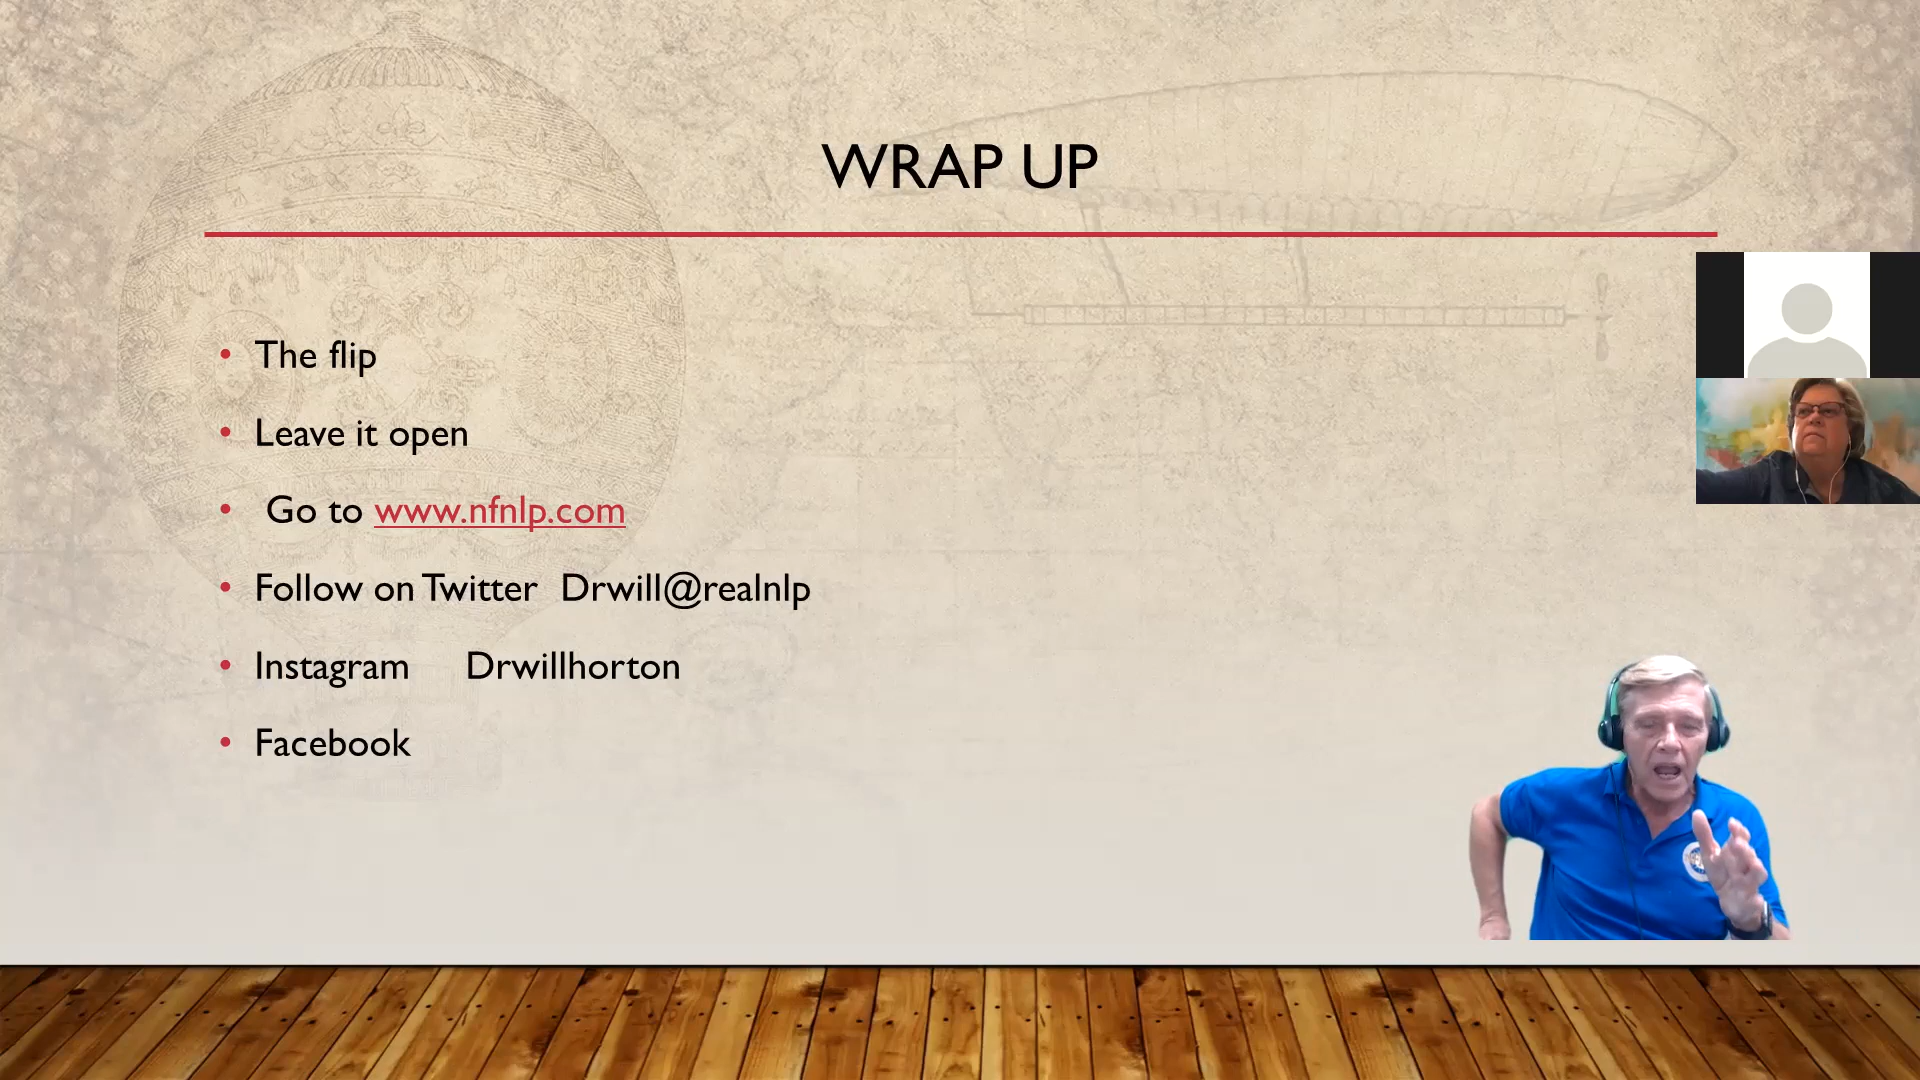 WRAP UP
The flip
Leave it open
Go to www.nfnlp.com
Follow on Twitter Drwill@realnlp
Instagram Drwillhorton
Facebook